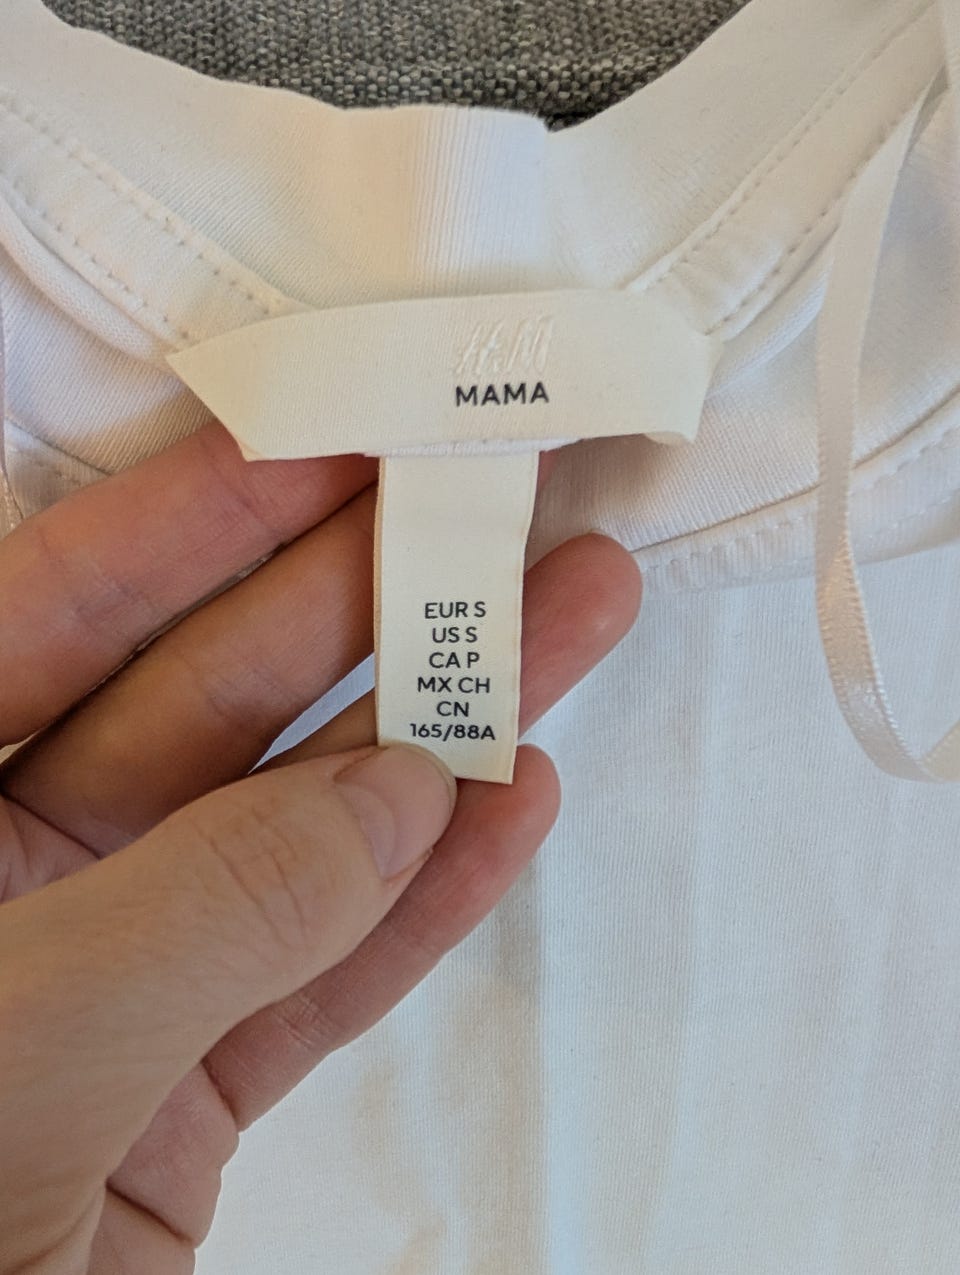 H&M
MAMA
EUR S
US S
CA P
MX CH
CN
165/88A